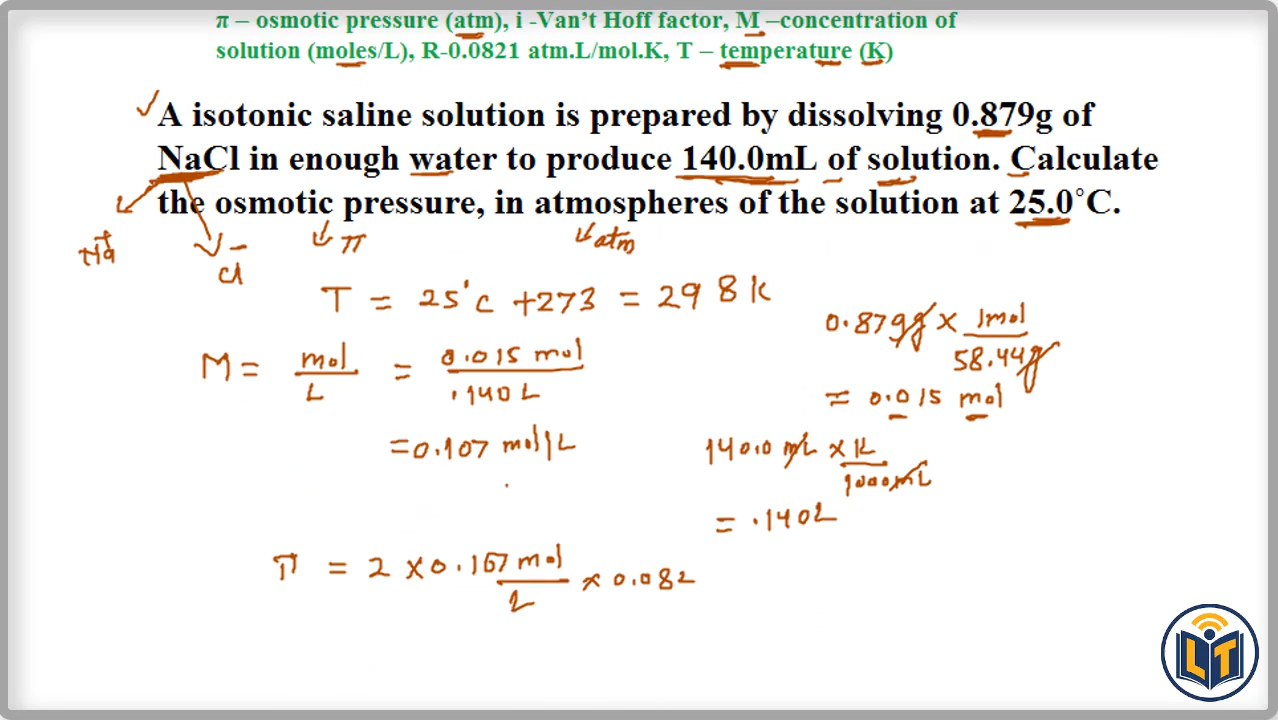 π – osmotic pressure (atm), i -Van't Hoff factor, M –concentration of
solution (moles/L), R-0.0821 atm.L/mol.K, T – temperature (K)
A isotonic saline solution is prepared by dissolving 0.879g of
NaCl in enough water to produce 140.0mL of solution. Calculate
the osmotic pressure, in atmospheres of the solution at 25.0°C.
Na+ Cl- π atm
T = 25°C +273 = 298 K
0.879g × 1mol / 58.44g
= 0.015 mol
M = mol / L = 0.015 mol / .140L
= 0.107 mol/L
140.0 mL × 1L / 1000mL
= .140L
π = 2 × 0.107 mol / L × 0.082
LT